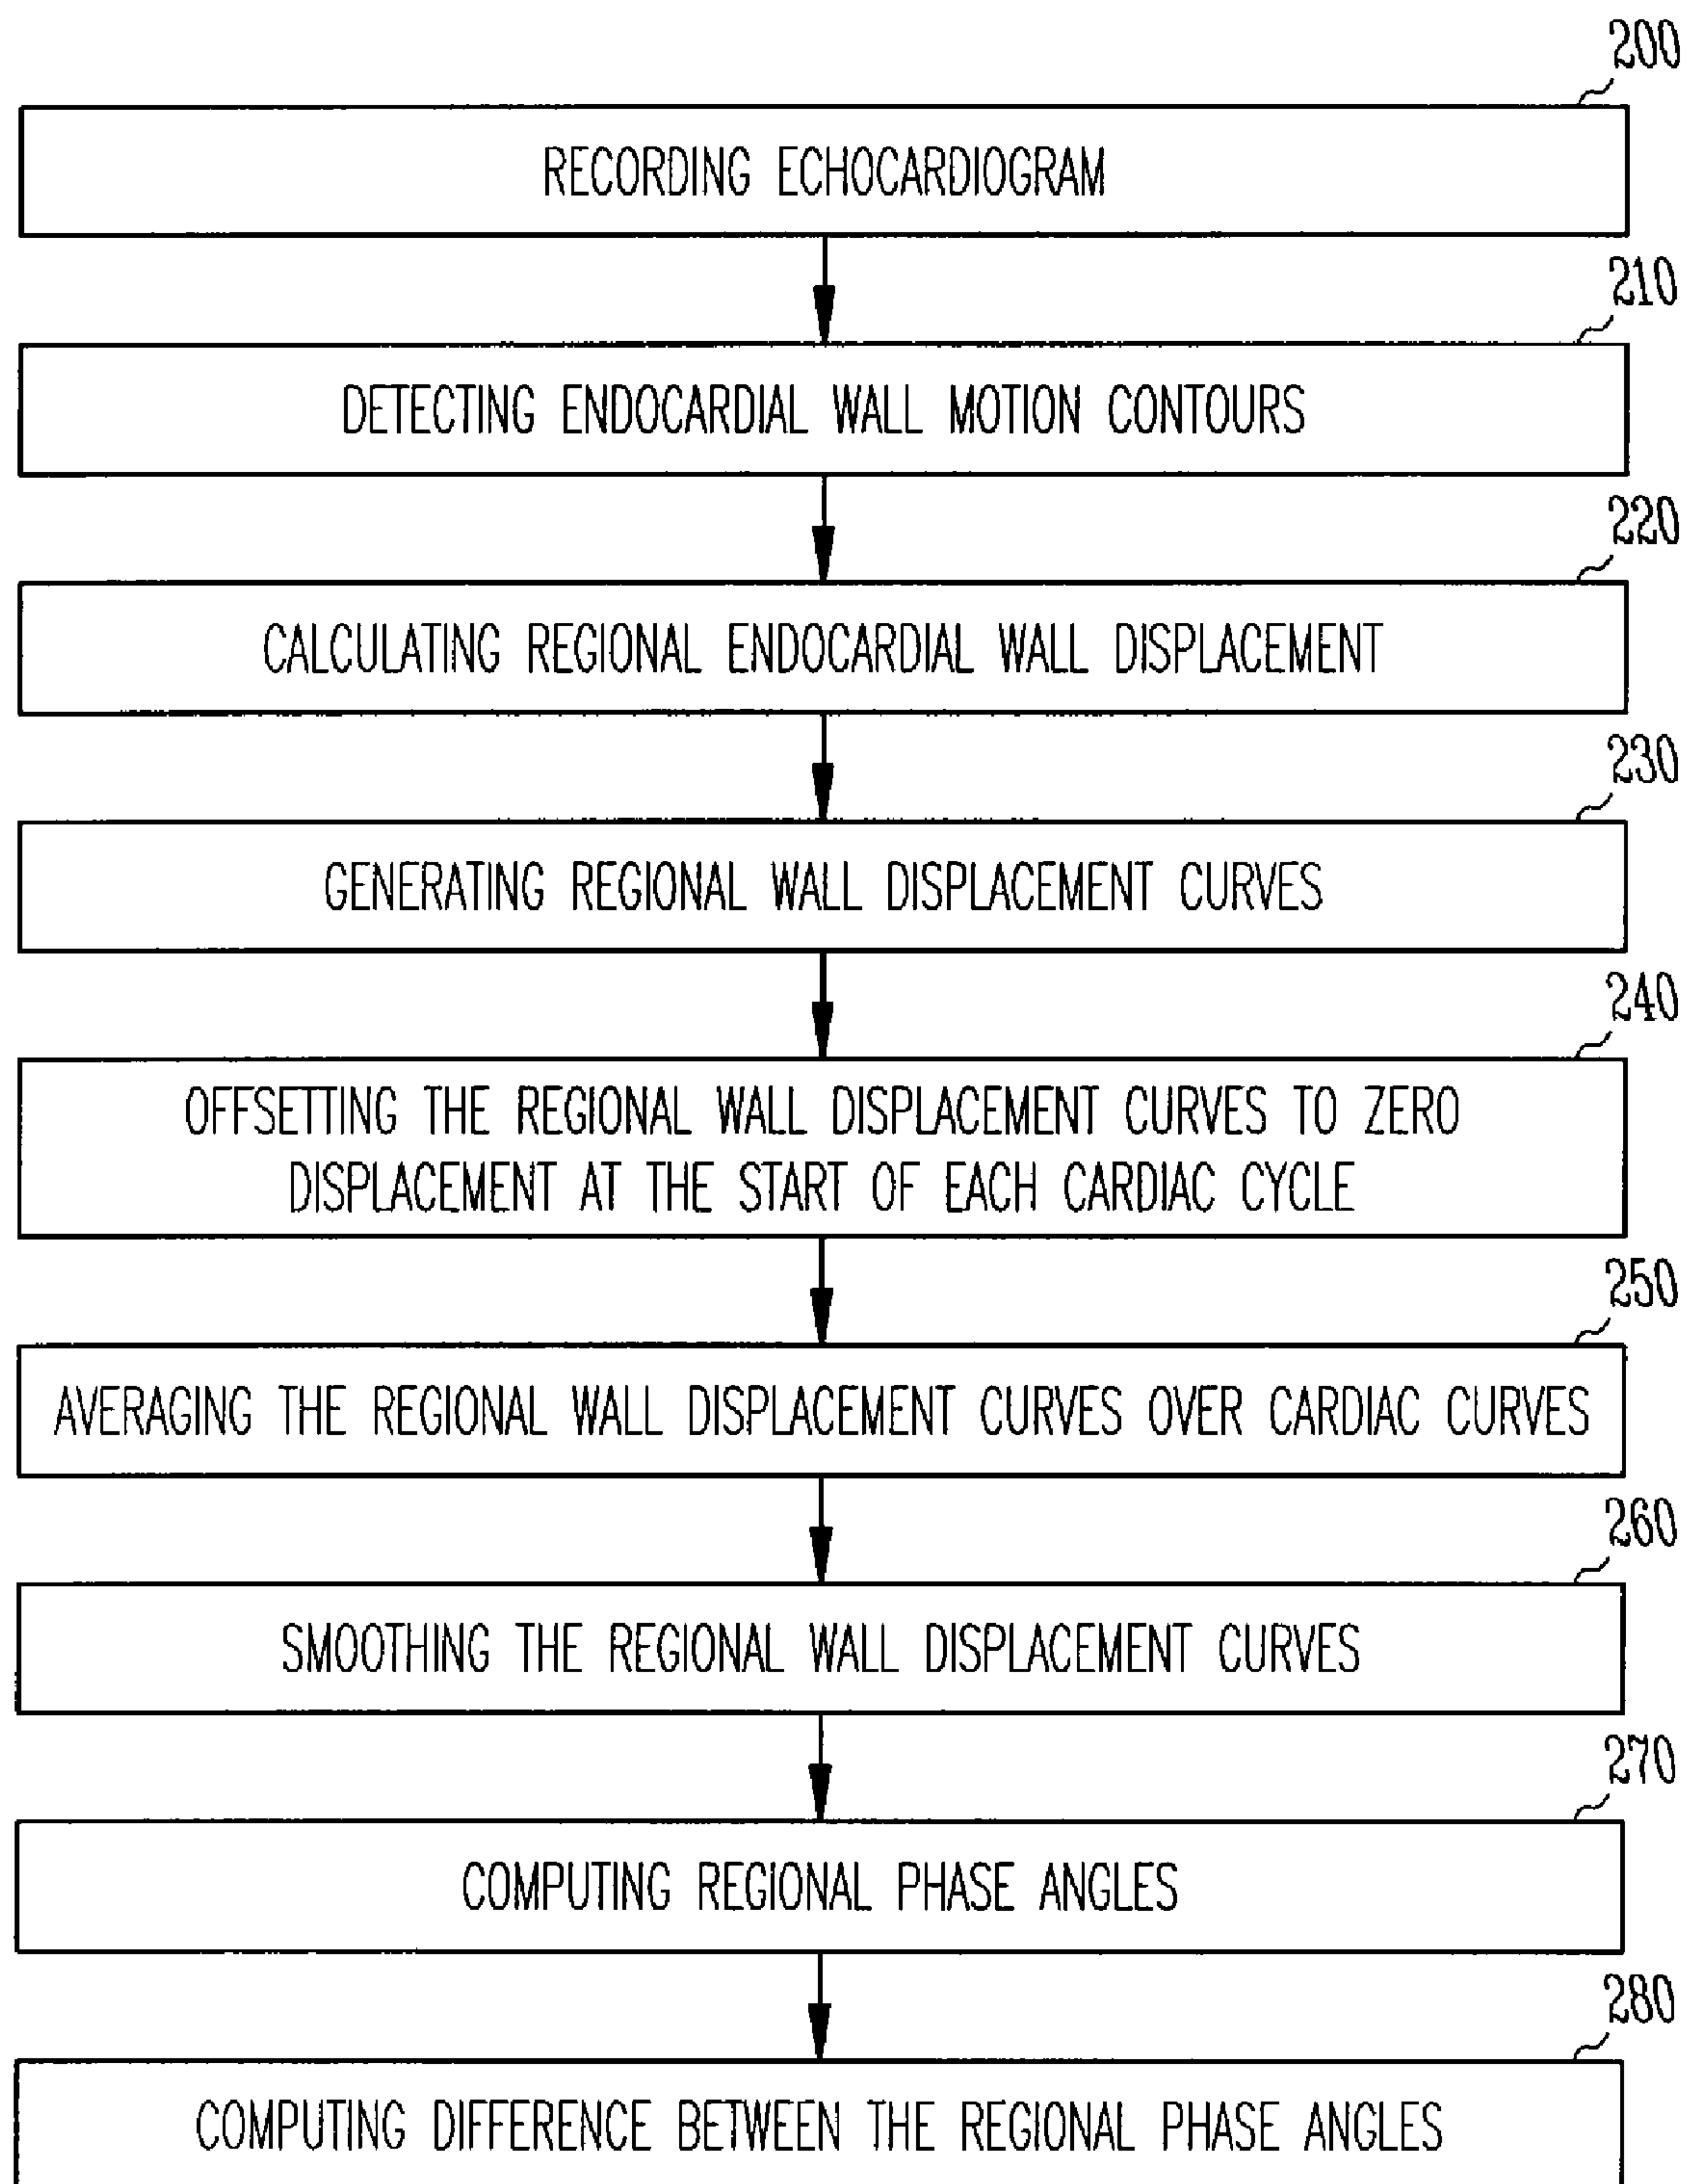 200
RECORDING ECHOCARDIOGRAM
210
DETECTING ENDOCARDIAL WALL MOTION CONTOURS
220
CALCULATING REGIONAL ENDOCARDIAL WALL DISPLACEMENT
230
GENERATING REGIONAL WALL DISPLACEMENT CURVES
240
OFFSETTING THE REGIONAL WALL DISPLACEMENT CURVES TO ZERO
DISPLACEMENT AT THE START OF EACH CARDIAC CYCLE
250
AVERAGING THE REGIONAL WALL DISPLACEMENT CURVES OVER CARDIAC CURVES
260
SMOOTHING THE REGIONAL WALL DISPLACEMENT CURVES
270
COMPUTING REGIONAL PHASE ANGLES
280
COMPUTING DIFFERENCE BETWEEN THE REGIONAL PHASE ANGLES